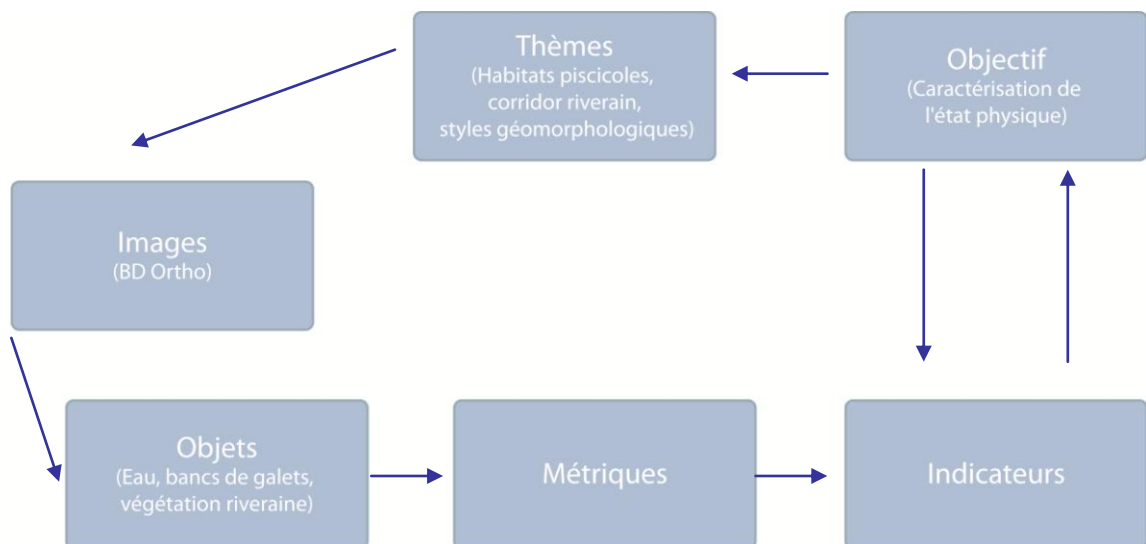 Thèmes
(Habitats piscicoles,
corridor riverain,
styles géomorphologiques)
Objectif
(Caractérisation de
l'état physique)
Images
(BD Ortho)
Objets
(Eau, bancs de galets,
végétation riveraine)
Métriques
Indicateurs